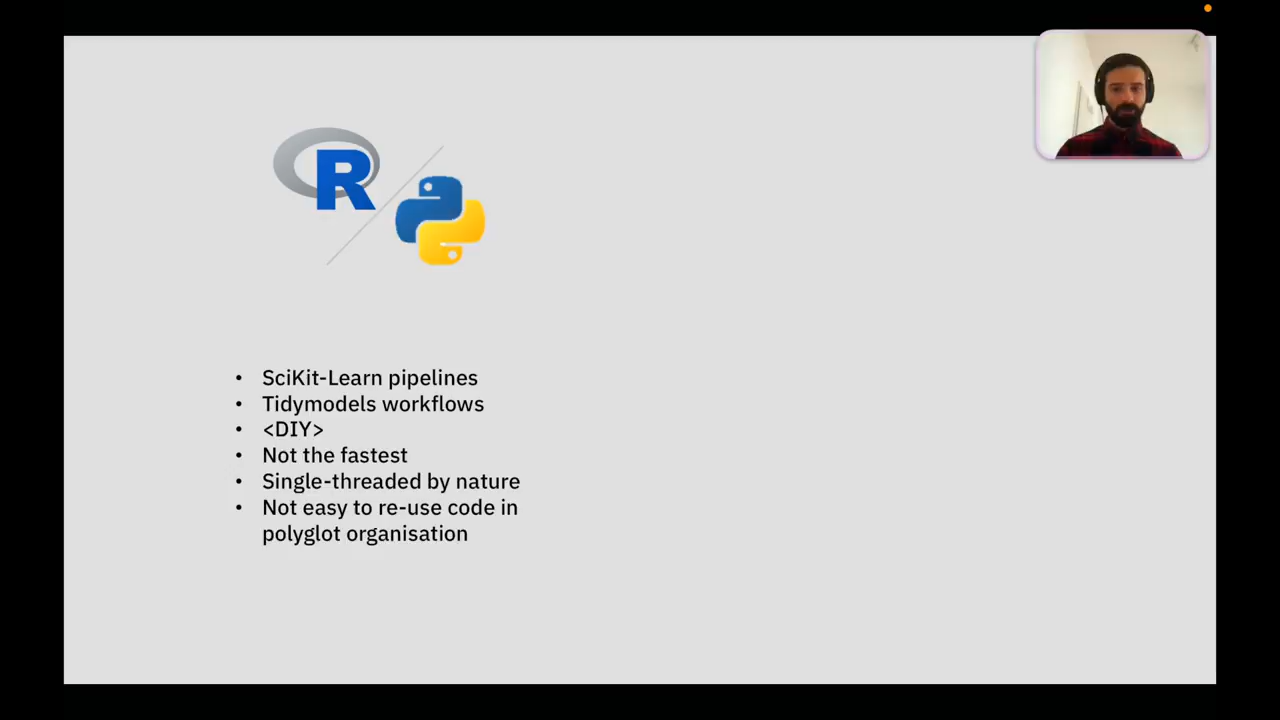 R
• SciKit-Learn pipelines
• Tidymodels workflows
• <DIY>
• Not the fastest
• Single-threaded by nature
• Not easy to re-use code in
polyglot organisation